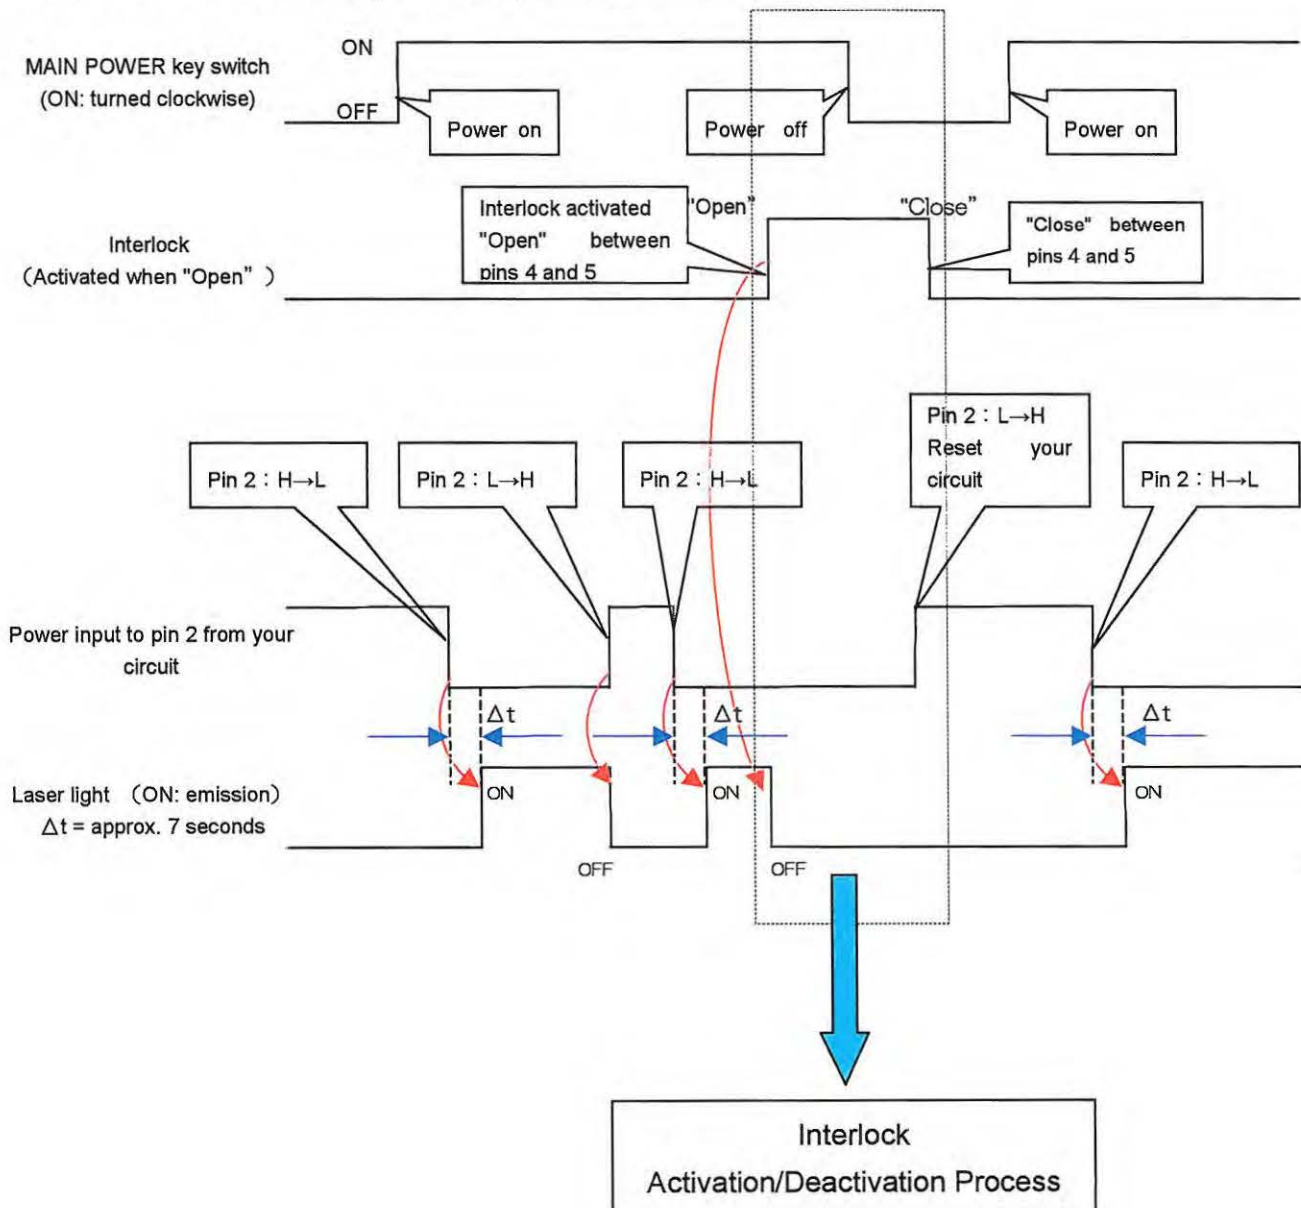 ON
MAIN POWER key switch
(ON: turned clockwise)
OFF
Power on
Power off
Power on
Interlock activated
"Open" between
pins 4 and 5
"Open"
"Close"
"Close" between
pins 4 and 5
Interlock
(Activated when "Open" )
Pin 2 : H→L
Pin 2 : L→H
Pin 2 : H→L
Pin 2 : L→H
Reset your
circuit
Pin 2 : H→L
Power input to pin 2 from your
circuit
Δt
Δt
Δt
Laser light (ON: emission)
Δt = approx. 7 seconds
ON
ON
ON
OFF
OFF
Interlock
Activation/Deactivation Process